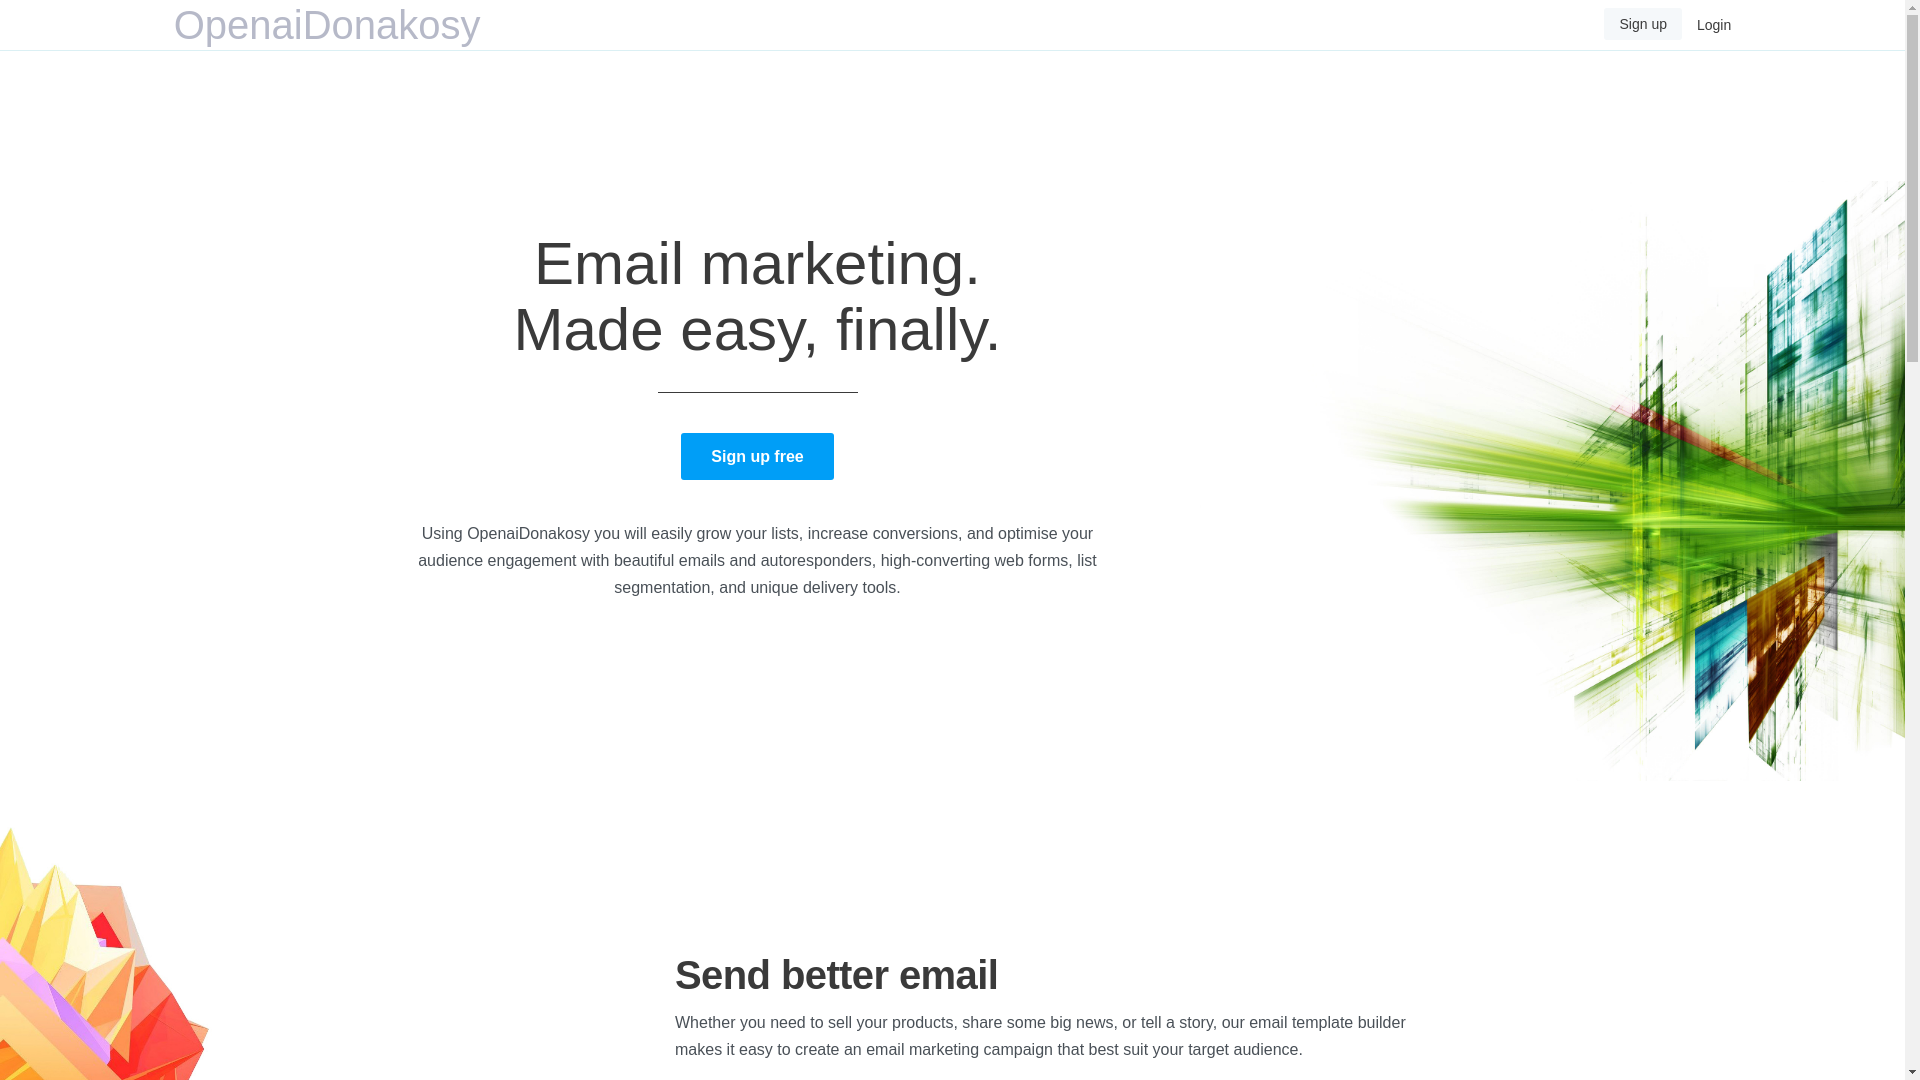 OpenaiDonakosy
Sign up
Login
Email marketing.
Made easy, finally.
Sign up free
Using OpenaiDonakosy you will easily grow your lists, increase conversions, and optimise your
audience engagement with beautiful emails and autoresponders, high-converting web forms, list
segmentation, and unique delivery tools.
Send better email
Whether you need to sell your products, share some big news, or tell a story, our email template builder
makes it easy to create an email marketing campaign that best suit your target audience.